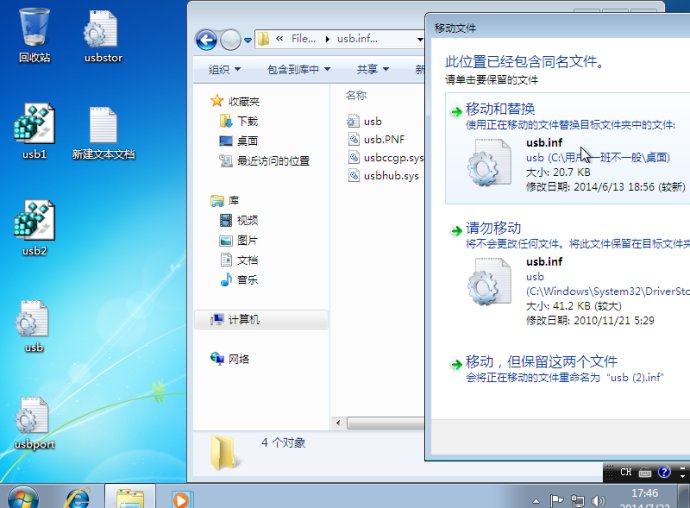 回收站
usbstor
usb1
新建文本文档
usb2
usb
usbport
« File... ▸ usb.inf...
组织
包含到库中
共享
新建文件夹
收藏夹
下载
桌面
最近访问的位置
库
视频
图片
文档
音乐
计算机
网络
名称
usb
usb.PNF
usbccgp.sys
usbhub.sys
4 个对象
移动文件
此位置已经包含同名文件。
请单击要保留的文件
移动和替换
使用正在移动的文件替换目标文件夹中的文件:
usb.inf
usb (C:\用户\一班不一般\桌面)
大小: 20.7 KB
修改日期: 2014/6/13 18:56 (较新)
请勿移动
将不会更改任何文件。将此文件保留在目标文件夹
usb.inf
usb
(C:\Windows\System32\DriverSto
大小: 41.2 KB (较大)
修改日期: 2010/11/21 5:29
移动，但保留这两个文件
会将正在移动的文件重命名为“usb (2).inf”
CH
17:46